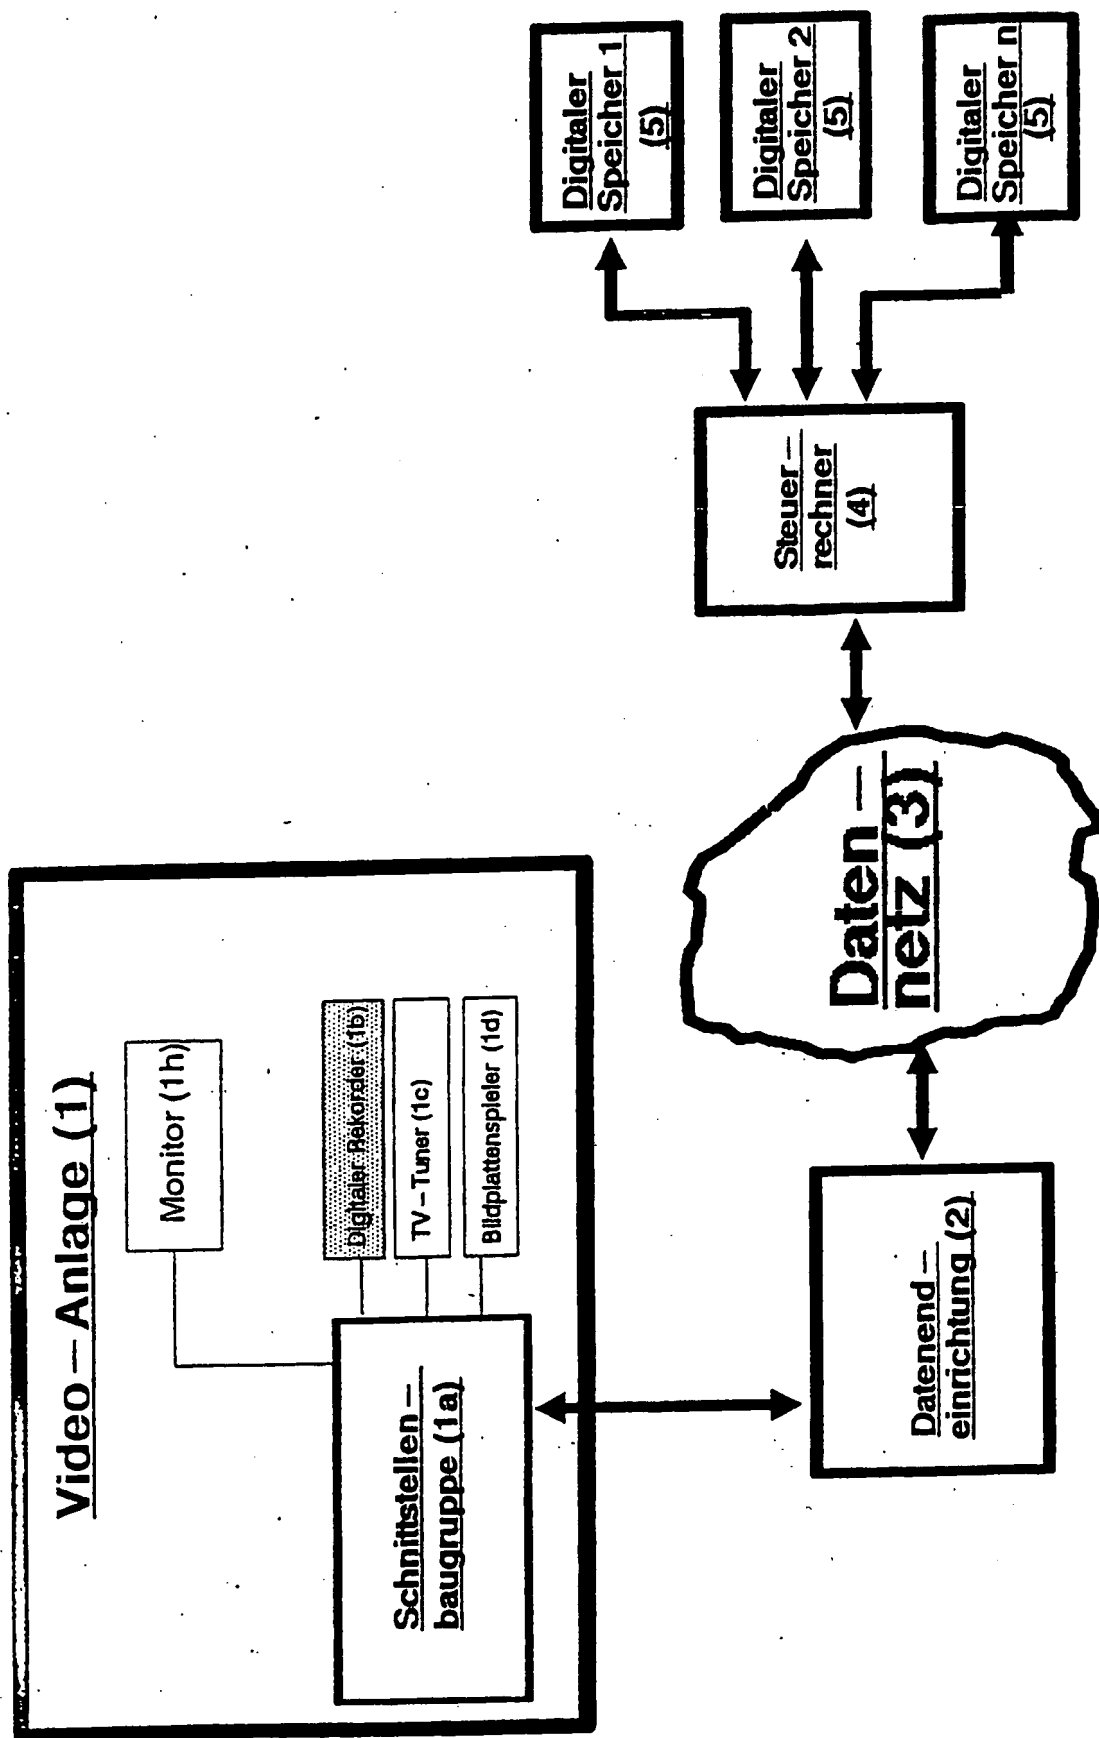 Video – Anlage (1)
Monitor (1h)
Digitaler Rekorder (1b)
TV – Tuner (1c)
Bildplattenspieler (1d)
Schnittstellen –
baugruppe (1a)
Datenend –
einrichtung (2)
Daten –
netz (3)
Steuer –
rechner
(4)
Digitaler
Speicher 1
(5)
Digitaler
Speicher 2
(5)
Digitaler
Speicher n
(5)